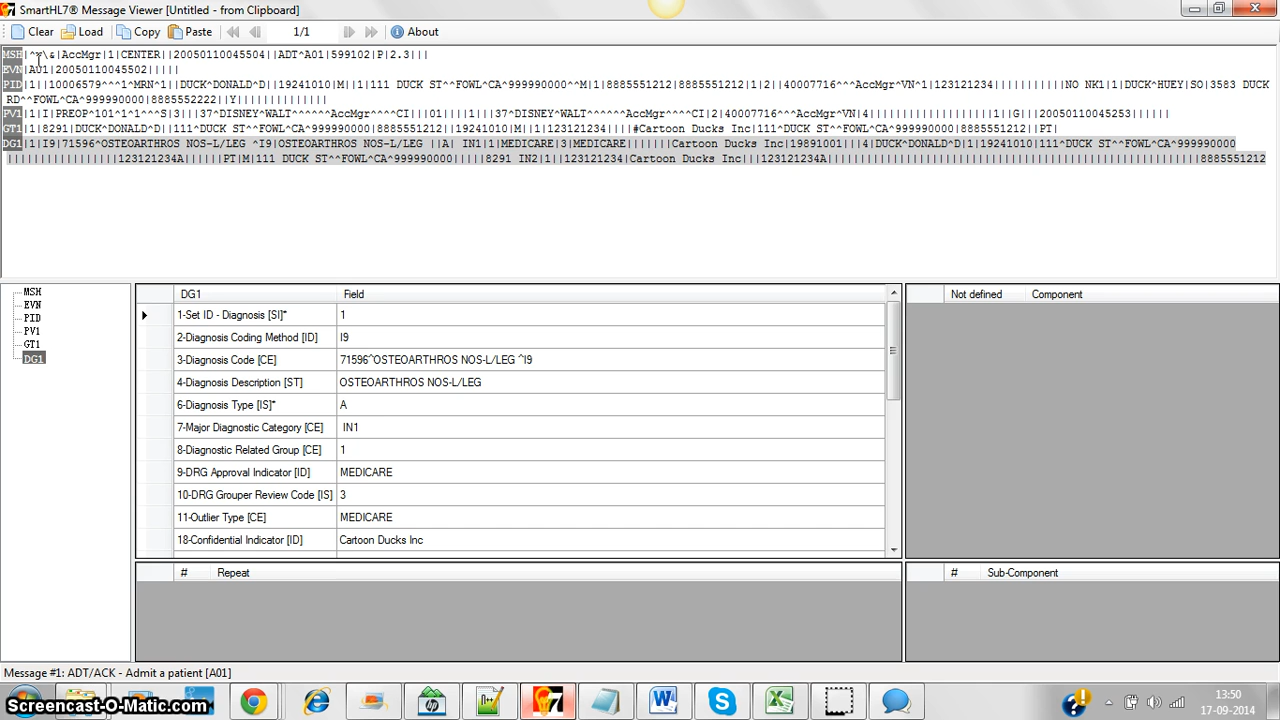 SmartHL7® Message Viewer [Untitled - from Clipboard]
Clear Load Copy Paste 1/1 About
MSH|^~\&|AccMgr|1|CENTER||20050110045504||ADT^A01|599102|P|2.3|||
EVN|A01|20050110045502|||||
PID|1||10006579^^^1^MRN^1||DUCK^DONALD^D||19241010|M||1|111 DUCK ST^^FOWL^CA^999990000^^M|1|8885551212|8885551212|1|2||40007716^^^AccMgr^VN^1|123121234|||||||||||NO NK1|1|DUCK^HUEY|SO|3583 DUCK
RD^^FOWL^CA^999990000|8885552222||Y||||||||||||||
PV1|1|I|PREOP^101^1^1^^^S|3|||37^DISNEY^WALT^^^^^^AccMgr^^^^CI|||01||||1|||37^DISNEY^WALT^^^^^^AccMgr^^^^CI|2|40007716^^^AccMgr^VN|4|||||||||||||||||||1||G|||20050110045253||||||
GT1|1|8291|DUCK^DONALD^D||111^DUCK ST^^FOWL^CA^999990000|8885551212||19241010|M||1|123121234||||#Cartoon Ducks Inc|111^DUCK ST^^FOWL^CA^999990000|8885551212||PT|
DG1|1|I9|71596^OSTEOARTHROS NOS-L/LEG ^I9|OSTEOARTHROS NOS-L/LEG ||A| IN1|1|MEDICARE|3|MEDICARE|||||||Cartoon Ducks Inc|19891001|||4|DUCK^DONALD^D|1|19241010|111^DUCK ST^^FOWL^CA^999990000
|||||||||||||||||123121234A||||||PT|M|111 DUCK ST^^FOWL^CA^999990000|||||8291 IN2|1||123121234|Cartoon Ducks Inc|||123121234A||||||||||||||||||||||||||||||||||||||||||||||||||||||||||8885551212
MSH
EVN
PID
PV1
GT1
DG1
DG1 Field
1-Set ID - Diagnosis [SI]* 1
2-Diagnosis Coding Method [ID] I9
3-Diagnosis Code [CE] 71596^OSTEOARTHROS NOS-L/LEG ^I9
4-Diagnosis Description [ST] OSTEOARTHROS NOS-L/LEG
6-Diagnosis Type [IS]* A
7-Major Diagnostic Category [CE] IN1
8-Diagnostic Related Group [CE] 1
9-DRG Approval Indicator [ID] MEDICARE
10-DRG Grouper Review Code [IS] 3
11-Outlier Type [CE] MEDICARE
18-Confidential Indicator [ID] Cartoon Ducks Inc
Not defined Component
# Repeat
# Sub-Component
Message #1: ADT/ACK - Admit a patient [A01]
Screencast-O-Matic.com
13:50
17-09-2014